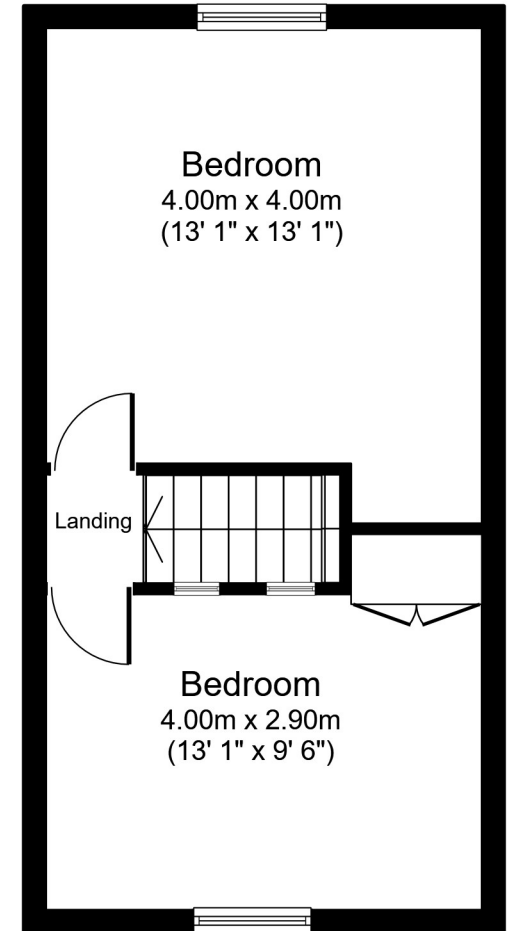 Bedroom
4.00m x 4.00m
(13' 1" x 13' 1")
Landing
Bedroom
4.00m x 2.90m
(13' 1" x 9' 6")